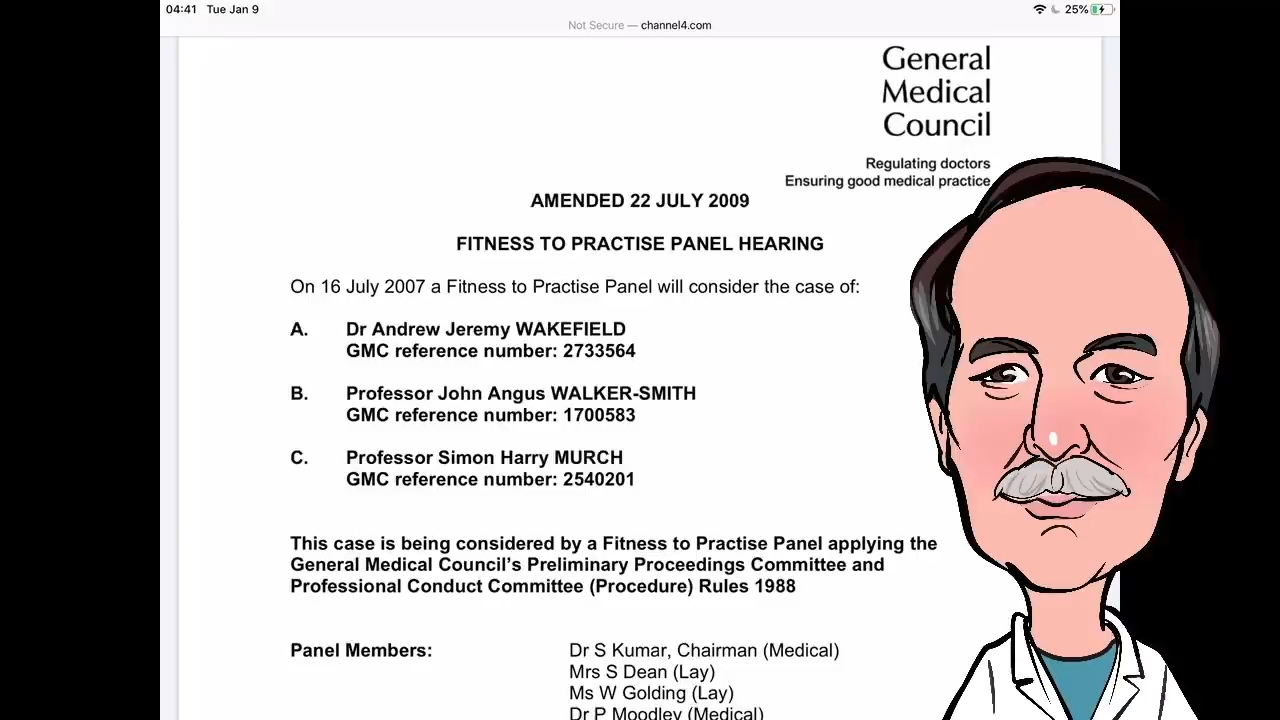 04:41 Tue Jan 9
25%
Not Secure — channel4.com
General
Medical
Council
Regulating doctors
Ensuring good medical practice
AMENDED 22 JULY 2009
FITNESS TO PRACTISE PANEL HEARING
On 16 July 2007 a Fitness to Practise Panel will consider the case of:
A. Dr Andrew Jeremy WAKEFIELD
GMC reference number: 2733564
B. Professor John Angus WALKER-SMITH
GMC reference number: 1700583
C. Professor Simon Harry MURCH
GMC reference number: 2540201
This case is being considered by a Fitness to Practise Panel applying the
General Medical Council’s Preliminary Proceedings Committee and
Professional Conduct Committee (Procedure) Rules 1988
Panel Members: Dr S Kumar, Chairman (Medical)
Mrs S Dean (Lay)
Ms W Golding (Lay)
Dr P Moodley (Medical)